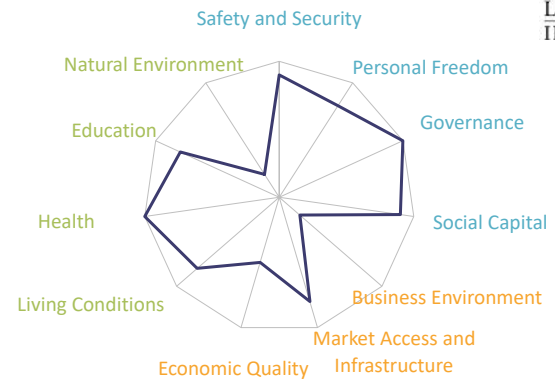 Safety and Security
Natural Environment
Personal Freedom
Education
Governance
Health
Social Capital
Living Conditions
Business Environment
Market Access and
Infrastructure
Economic Quality